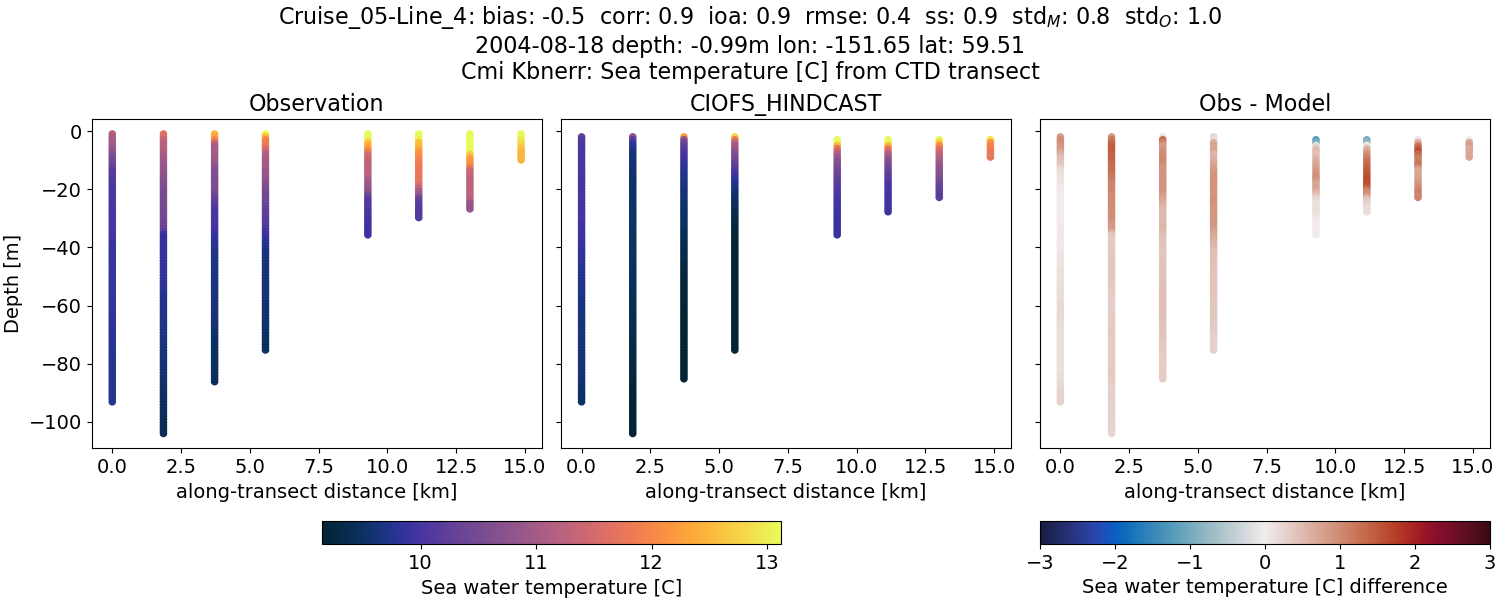 Cruise_05-Line_4: bias: -0.5  corr: 0.9  ioa: 0.9  rmse: 0.4  ss: 0.9  std_M: 0.8  std_O: 1.0
2004-08-18 depth: -0.99m lon: -151.65 lat: 59.51
Cmi Kbnerr: Sea temperature [C] from CTD transect
Observation
CIOFS_HINDCAST
Obs - Model
Depth [m]
0
−20
−40
−60
−80
−100
0.0 2.5 5.0 7.5 10.0 12.5 15.0
0.0 2.5 5.0 7.5 10.0 12.5 15.0
0.0 2.5 5.0 7.5 10.0 12.5 15.0
along-transect distance [km]
along-transect distance [km]
along-transect distance [km]
10 11 12 13
Sea water temperature [C]
−3 −2 −1 0 1 2 3
Sea water temperature [C] difference